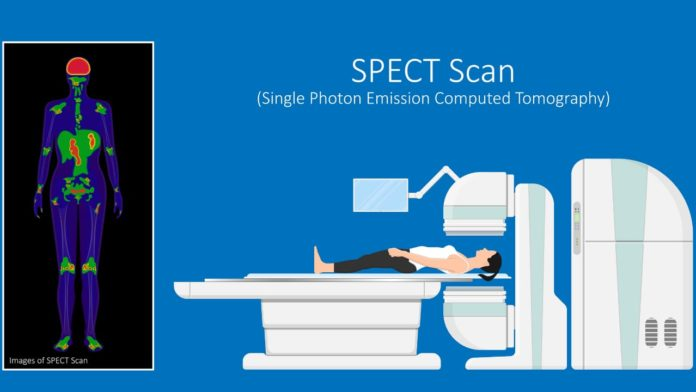 SPECT Scan
(Single Photon Emission Computed Tomography)
Images of SPECT Scan